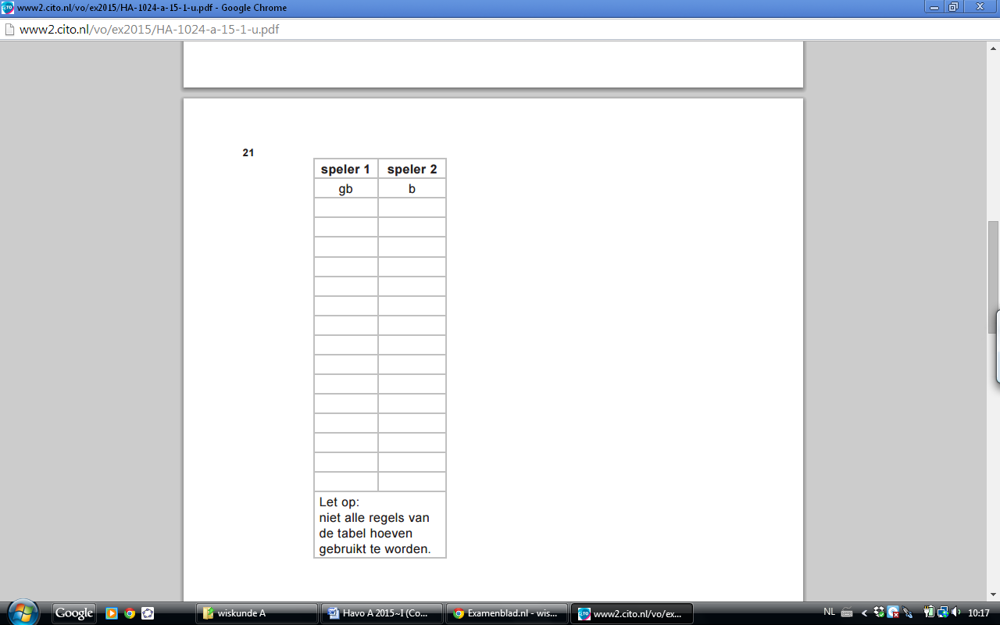 www2.cito.nl/vo/ex2015/HA-1024-a-15-1-u.pdf - Google Chrome
www2.cito.nl/vo/ex2015/HA-1024-a-15-1-u.pdf
21
speler 1 speler 2
gb b
Let op:
niet alle regels van
de tabel hoeven
gebruikt te worden.
Google
wiskunde A
Havo A 2015~I (Co...
Examenblad.nl - wis...
www2.cito.nl/vo/ex...
NL
10:17